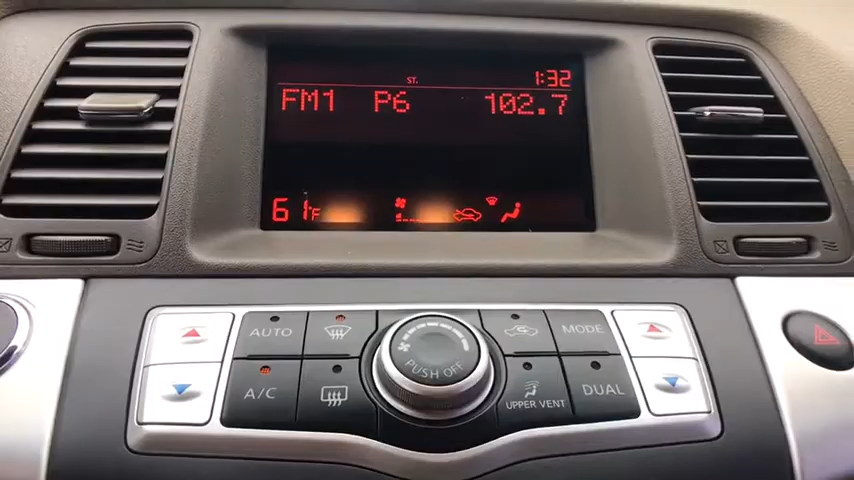 ST. 1:32
FM1 P6 102.7
61°F
AUTO
MODE
PUSH OFF
A/C
UPPER VENT
DUAL